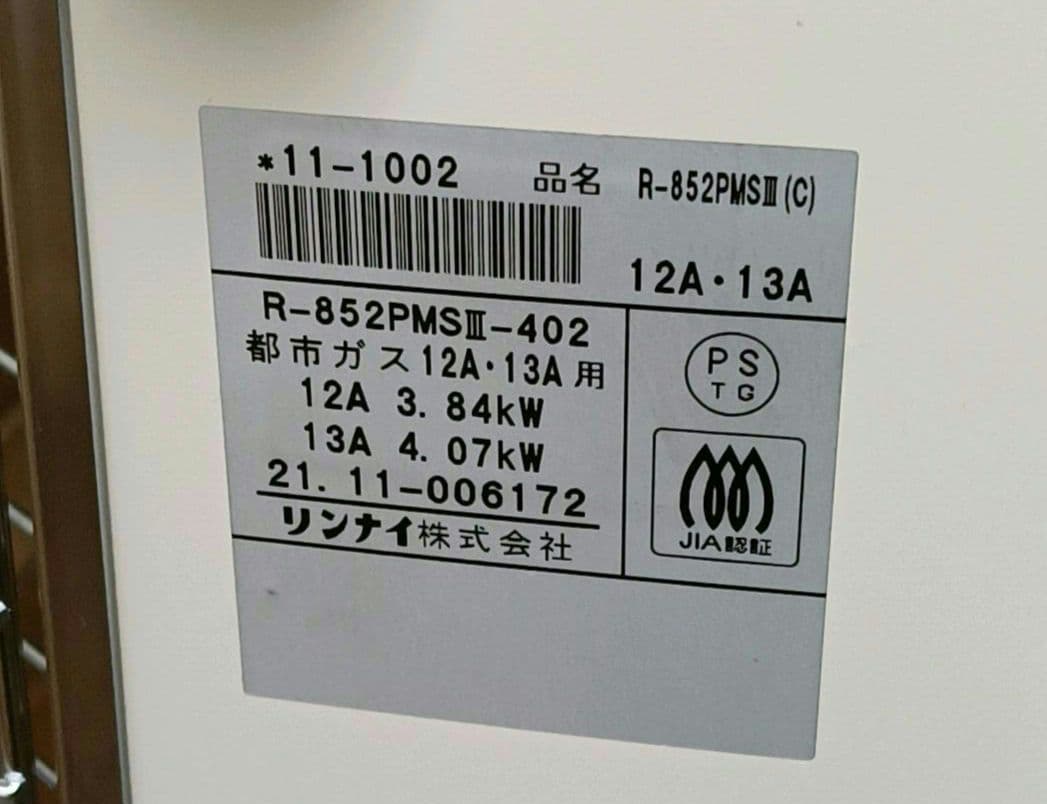 *11-1002
品名 R-852PMSⅢ(C)
12A・13A
R-852PMSⅢ-402
都市ガス12A・13A用
12A 3.84kW
13A 4.07kW
21.11-006172
リンナイ株式会社
PS
TG
JIA認証